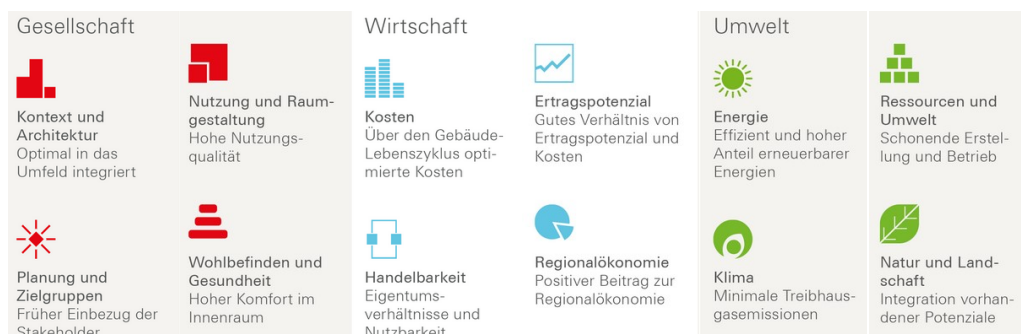 Gesellschaft
Kontext und
Architektur
Optimal in das
Umfeld integriert
Nutzung und Raum-
gestaltung
Hohe Nutzungs-
qualität
Planung und
Zielgruppen
Früher Einbezug der
Stakeholder
Wohlbefinden und
Gesundheit
Hoher Komfort im
Innenraum
Wirtschaft
Kosten
Über den Gebäude-
Lebenszyklus opti-
mierte Kosten
Ertragspotenzial
Gutes Verhältnis von
Ertragspotenzial und
Kosten
Handelbarkeit
Eigentums-
verhältnisse und
Nutzbarkeit
Regionalökonomie
Positiver Beitrag zur
Regionalökonomie
Umwelt
Energie
Effizient und hoher
Anteil erneuerbarer
Energien
Ressourcen und
Umwelt
Schonende Erstel-
lung und Betrieb
Klima
Minimale Treibhaus-
gasemissionen
Natur und Land-
schaft
Integration vorhan-
dener Potenziale